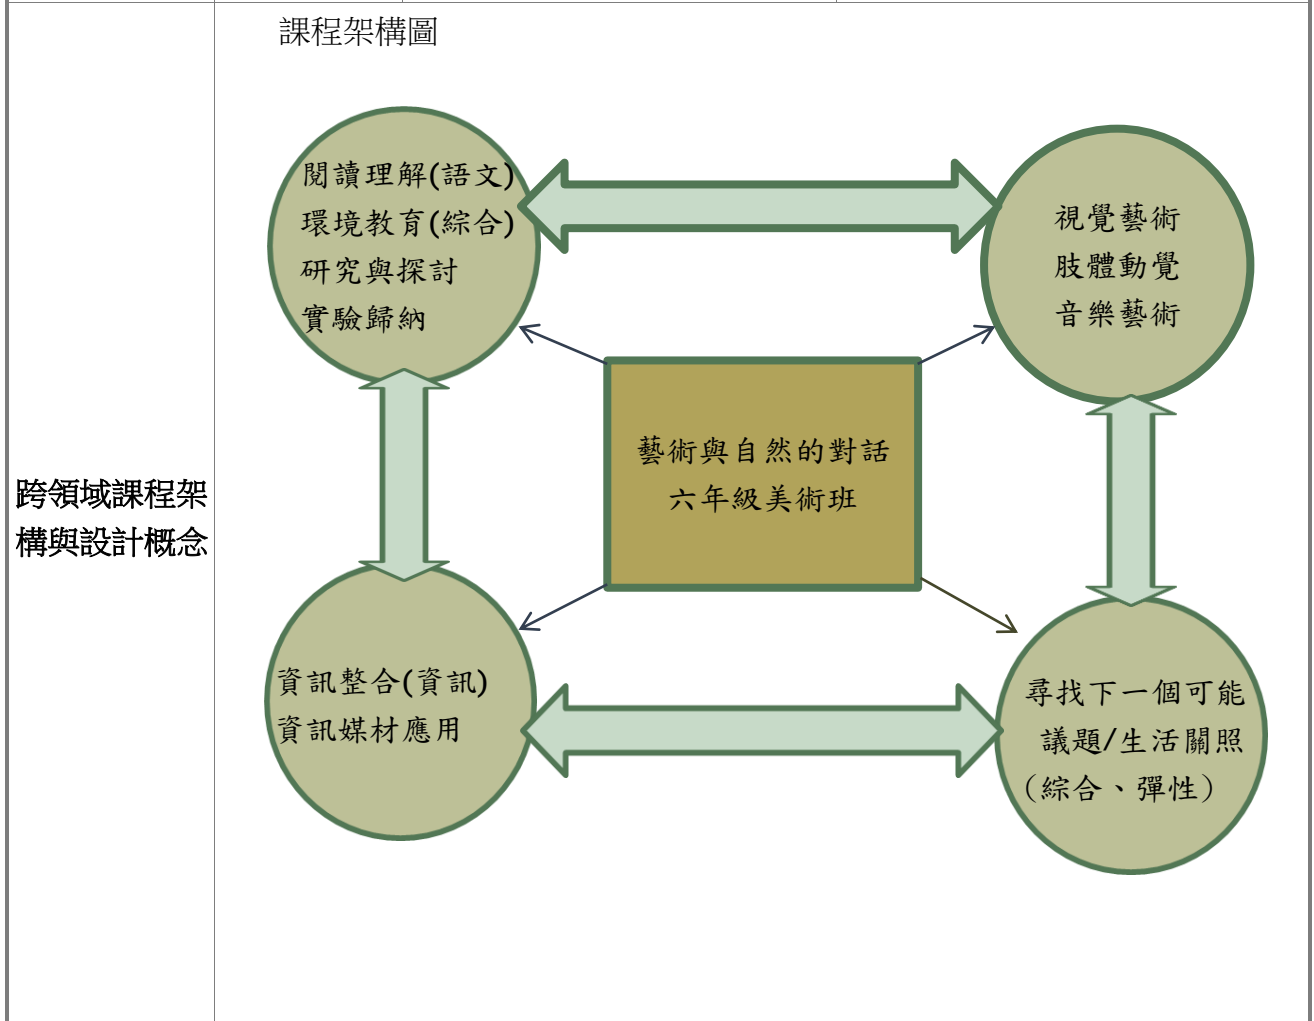 課程架構圖
閱讀理解(語文)
環境教育(綜合)
研究與探討
實驗歸納
視覺藝術
肢體動覺
音樂藝術
藝術與自然的對話
六年級美術班
跨領域課程架
構與設計概念
資訊整合(資訊)
資訊媒材應用
尋找下一個可能
議題/生活關照
（綜合、彈性）